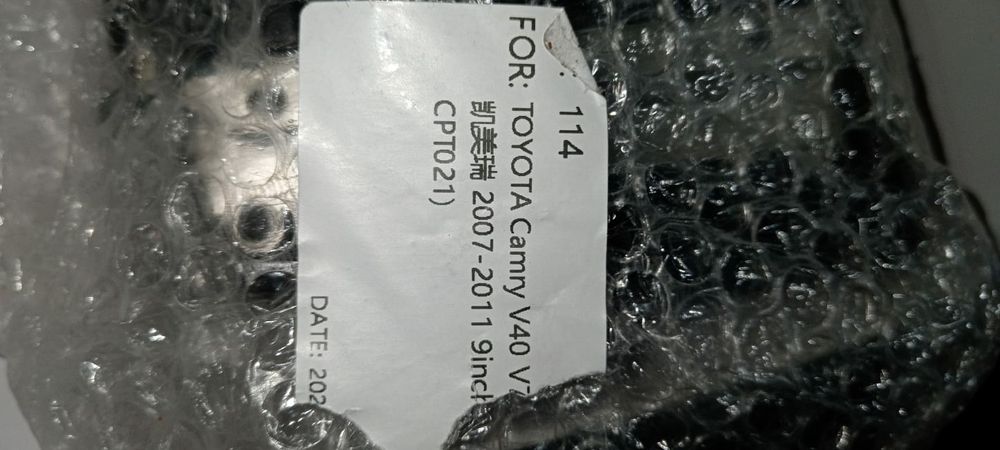 : 114
FOR: TOYOTA Camry V40 V
凯美瑞 2007-2011 9inch
CPT021)
DATE: 202